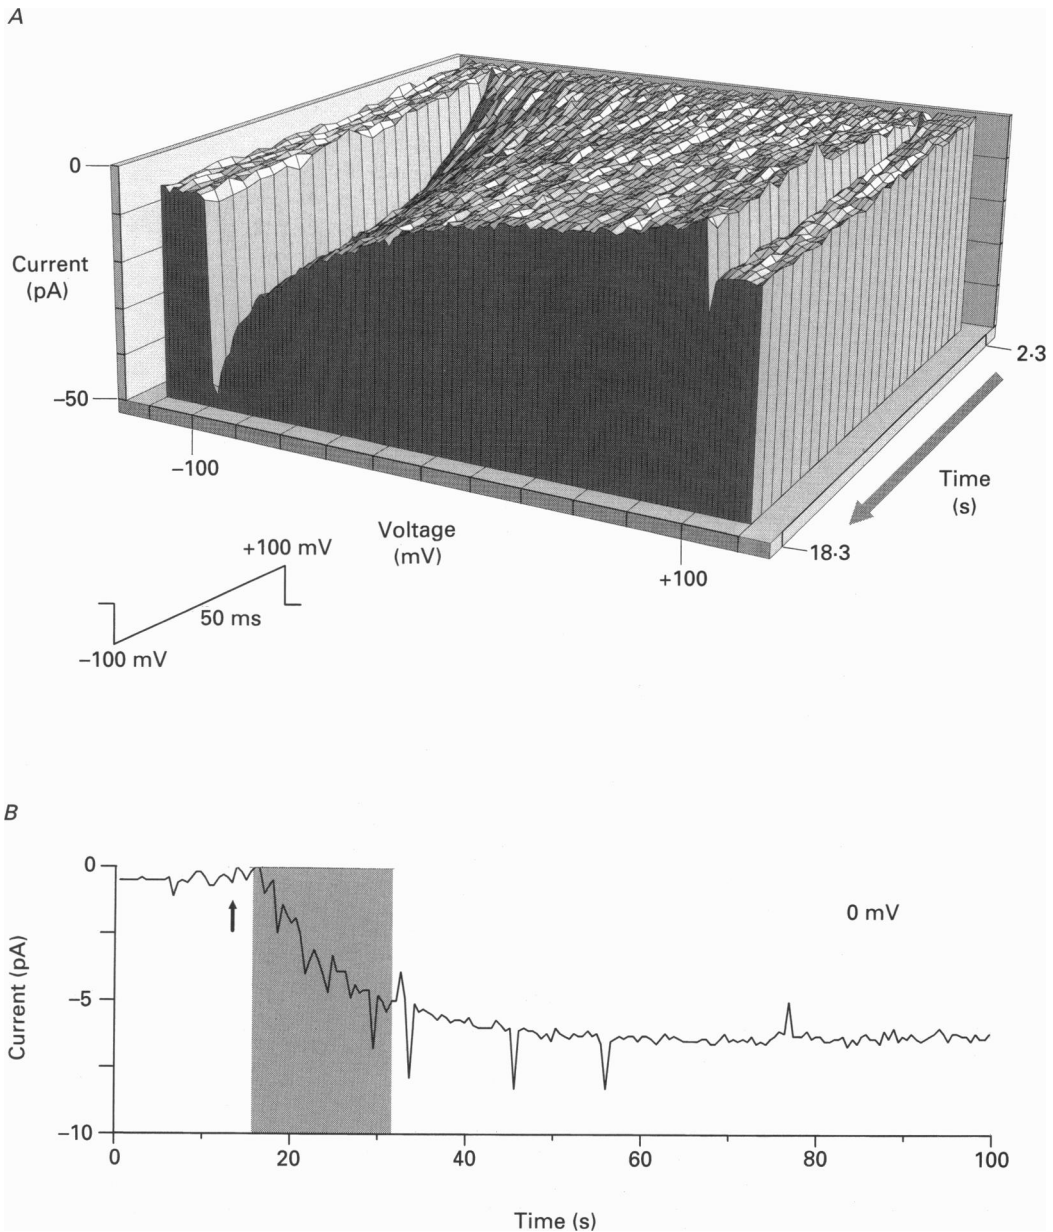 A
0
Current
(pA)
−50
−100
Voltage
(mV)
+100
2·3
Time
(s)
18·3
+100 mV
50 ms
−100 mV
B
0
−5
−10
Current (pA)
0 mV
0
20
40
60
80
100
Time (s)